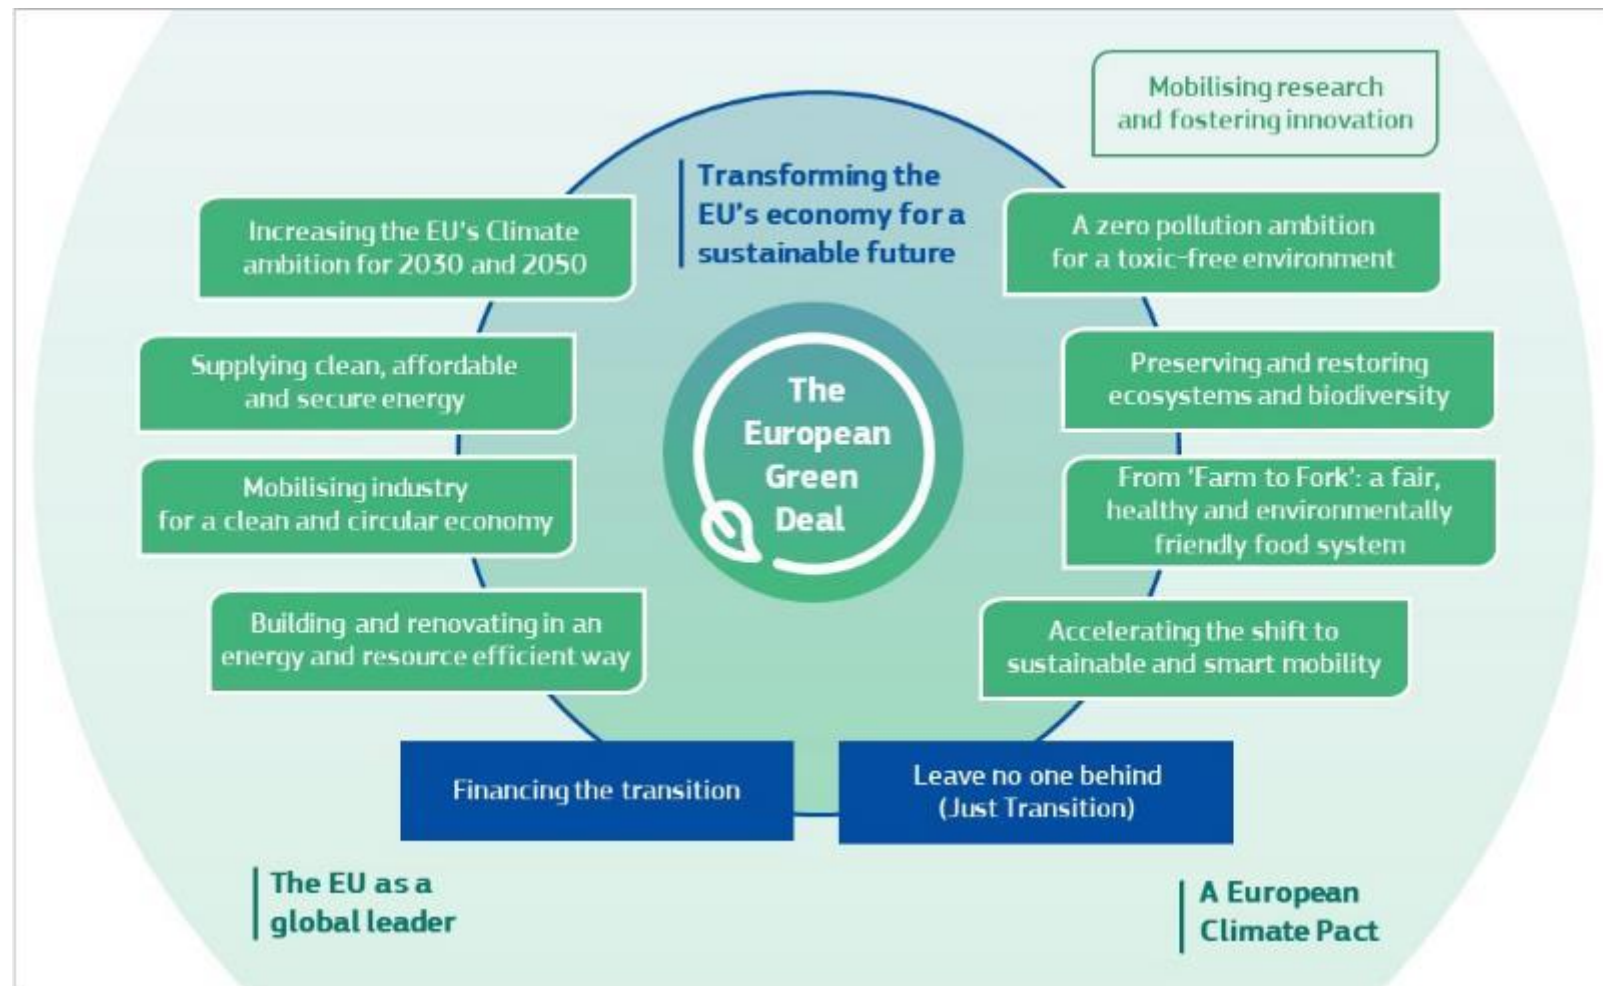 Mobilising research
and fostering innovation
Transforming the
EU's economy for a
sustainable future
Increasing the EU's Climate
ambition for 2030 and 2050
A zero pollution ambition
for a toxic-free environment
Supplying clean, affordable
and secure energy
Preserving and restoring
ecosystems and biodiversity
The
European
Green
Deal
Mobilising industry
for a clean and circular economy
From 'Farm to Fork': a fair,
healthy and environmentally
friendly food system
Building and renovating in an
energy and resource efficient way
Accelerating the shift to
sustainable and smart mobility
Financing the transition
Leave no one behind
(Just Transition)
The EU as a
global leader
A European
Climate Pact